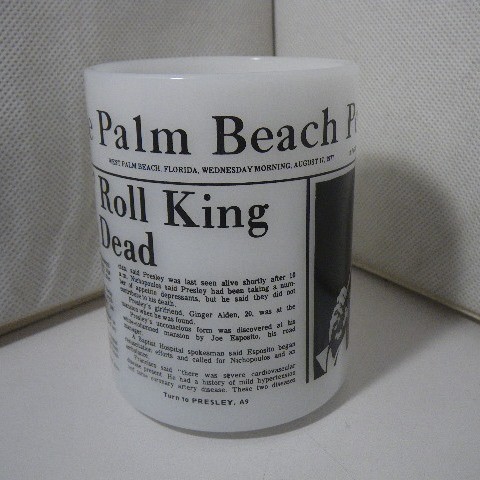 e Palm Beach P
WEST PALM BEACH, FLORIDA, WEDNESDAY MORNING, AUGUST 17, 1977
Roll King
Dead
said Presley was last seen alive shortly after 10
a.m. Nichopoulos said Presley had been taking a num-
ber of appetite depressants, but he said they did not
contribute to his death.
Presley's girlfriend, Ginger Alden, 20, was at the
mansion when he was found.
Presley's unconscious form was discovered at his
mansion by Joe Esposito, his road
manager.
A Baptist Hospital spokesman said Esposito began
resuscitation efforts and called for Nichopoulos and an
ambulance.
said "there was severe cardiovascular
disease present. He had a history of mild hypertension
coronary artery disease. These two diseases
Turn to PRESLEY, A9